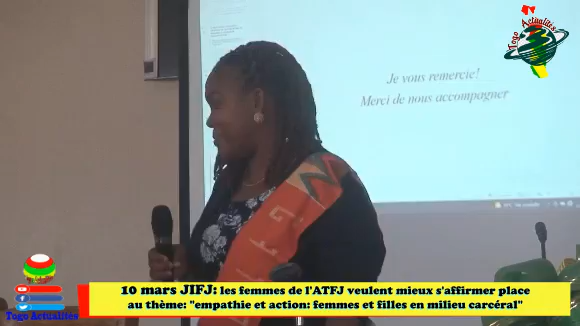 Togo Actualités
Je vous remercie!
Merci de nous accompagner
10 mars JIFJ: les femmes de l'ATFJ veulent mieux s'affirmer place
au thème: "empathie et action: femmes et filles en milieu carcéral"
Togo Actualités